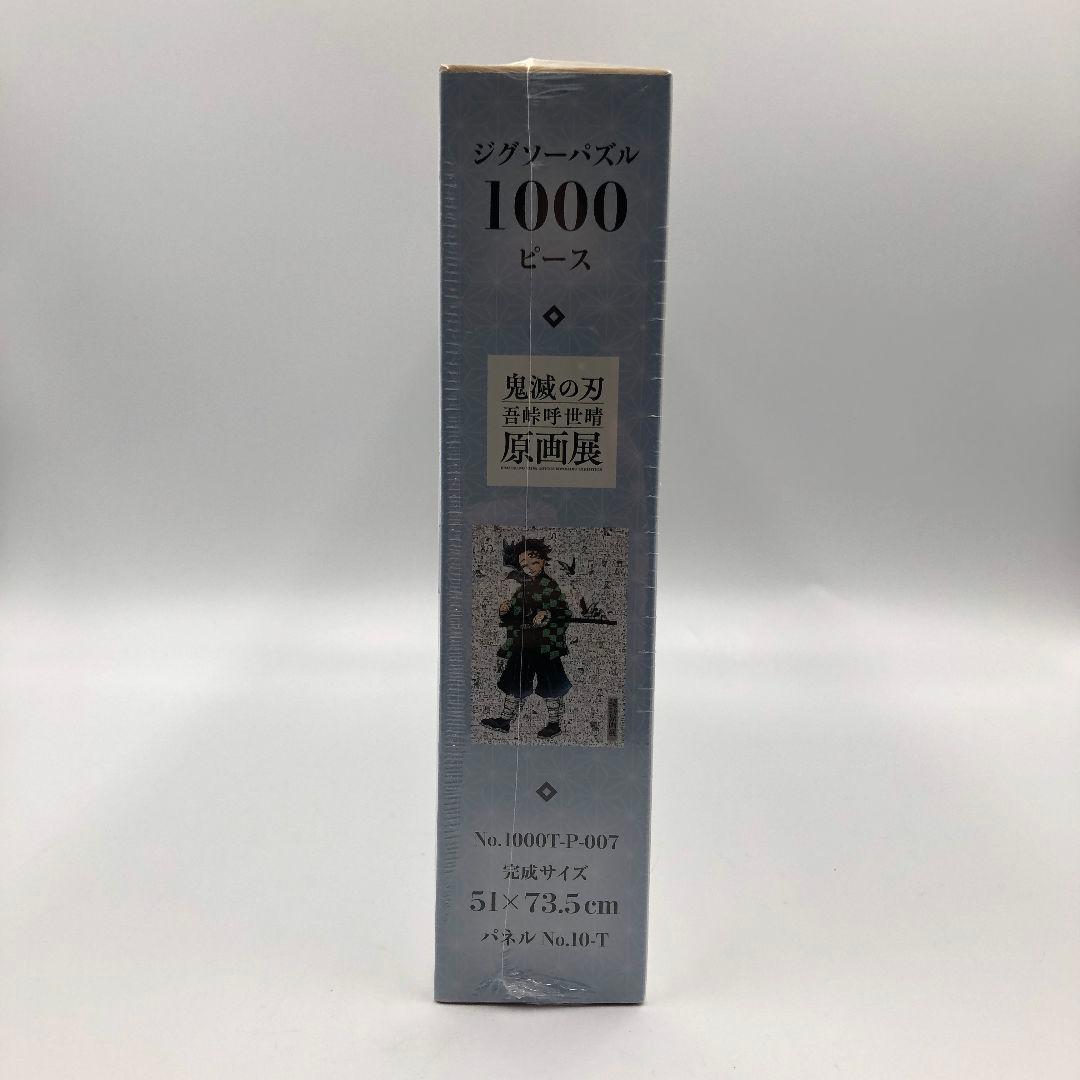 ジグソーパズル
1000
ピース
鬼滅の刃
吾峠呼世晴
原画展
No.1000T-P-007
完成サイズ
51×73.5cm
パネル No.10-T